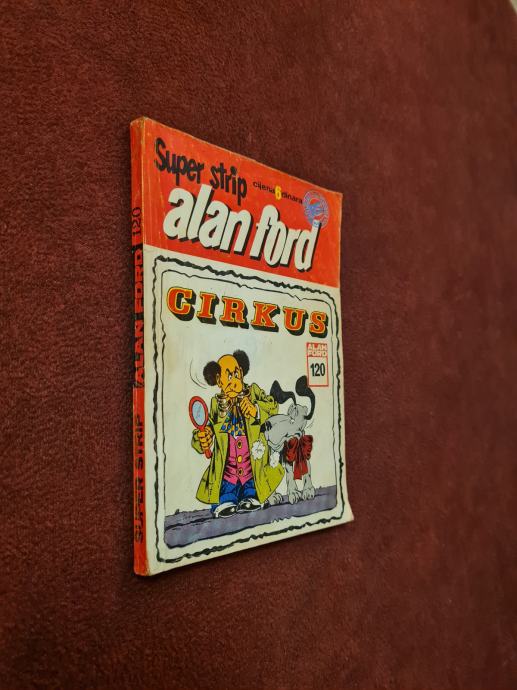 Super strip
cijena 6 dinara
alan ford
CIRKUS
ALAN
FORD
120
SUPER STRIP ALAN FORD 120